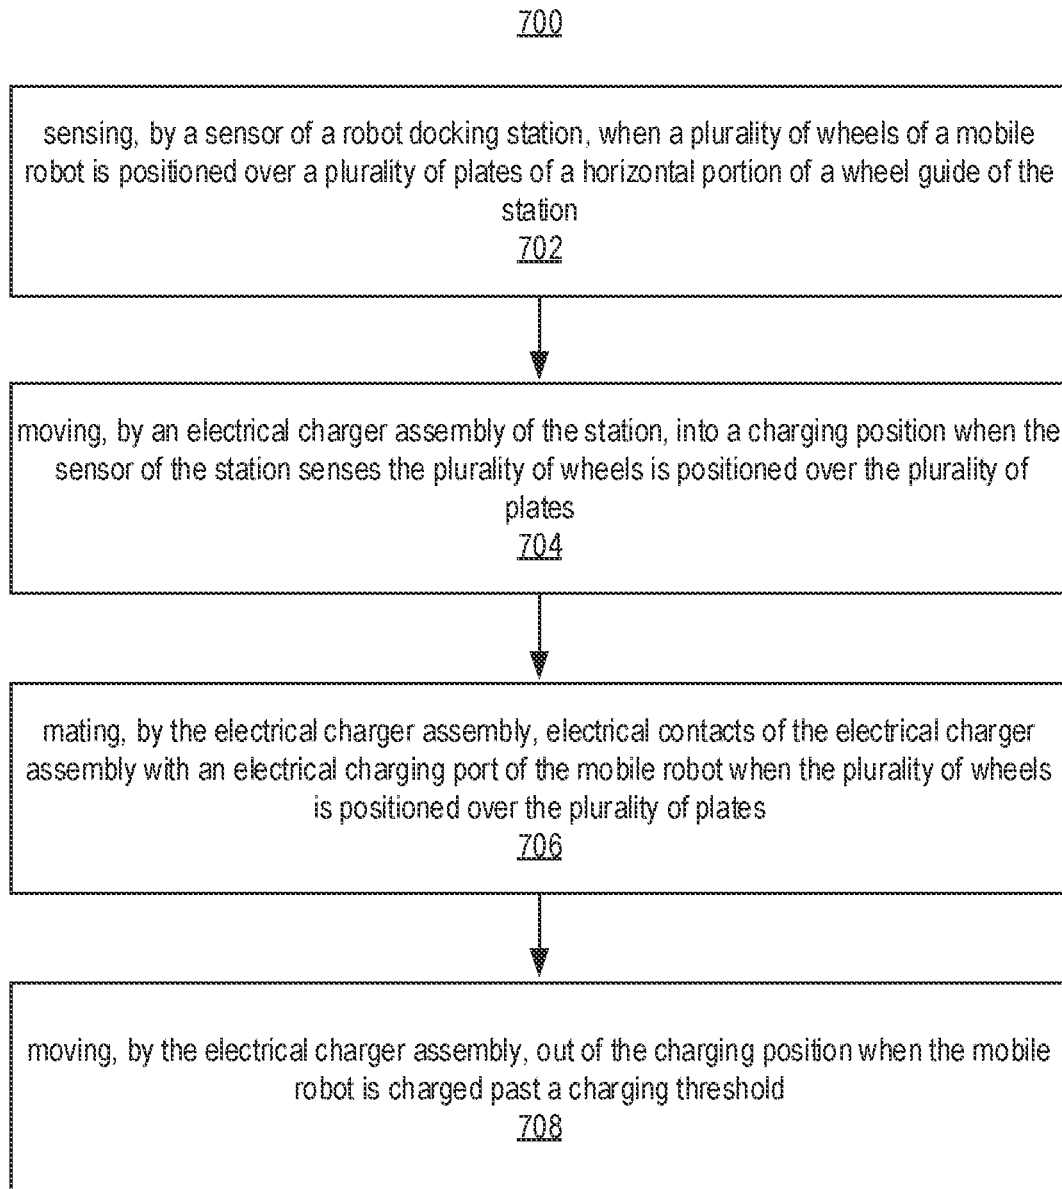 700
sensing, by a sensor of a robot docking station, when a plurality of wheels of a mobile
robot is positioned over a plurality of plates of a horizontal portion of a wheel guide of the
station
702
moving, by an electrical charger assembly of the station, into a charging position when the
sensor of the station senses the plurality of wheels is positioned over the plurality of
plates
704
mating, by the electrical charger assembly, electrical contacts of the electrical charger
assembly with an electrical charging port of the mobile robot when the plurality of wheels
is positioned over the plurality of plates
706
moving, by the electrical charger assembly, out of the charging position when the mobile
robot is charged past a charging threshold
708